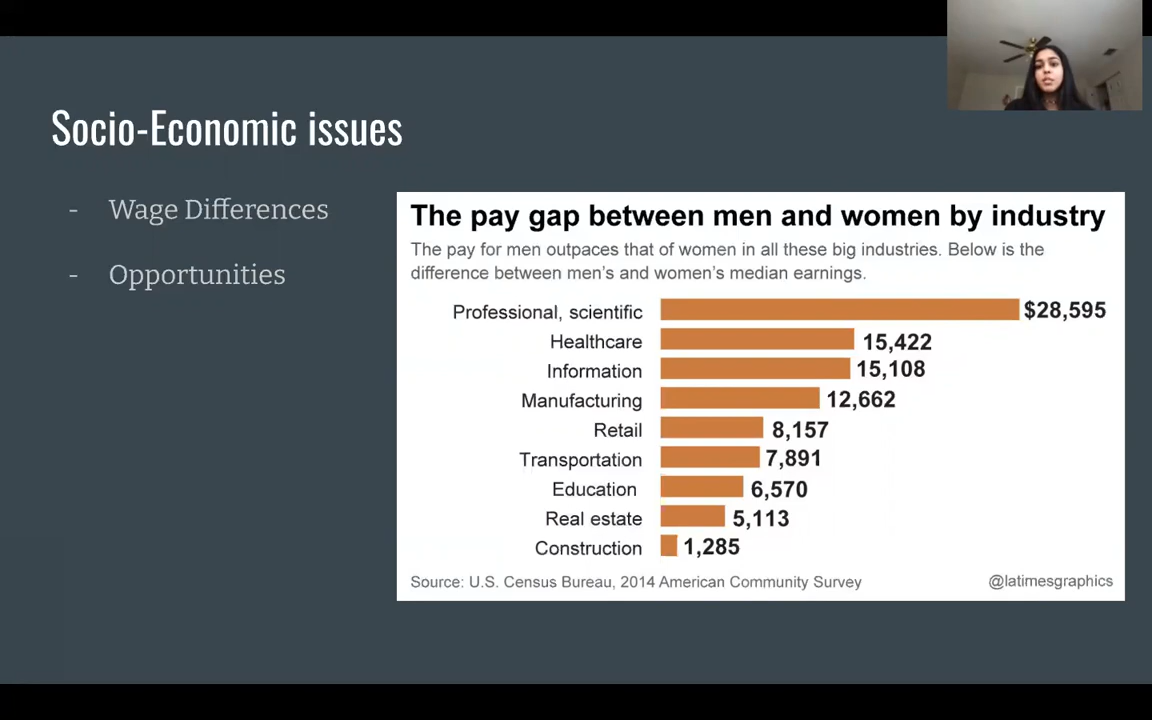 Socio-Economic issues
- Wage Differences
- Opportunities
The pay gap between men and women by industry
The pay for men outpaces that of women in all these big industries. Below is the
difference between men's and women's median earnings.
Professional, scientific $28,595
Healthcare 15,422
Information 15,108
Manufacturing 12,662
Retail 8,157
Transportation 7,891
Education 6,570
Real estate 5,113
Construction 1,285
Source: U.S. Census Bureau, 2014 American Community Survey @latimesgraphics